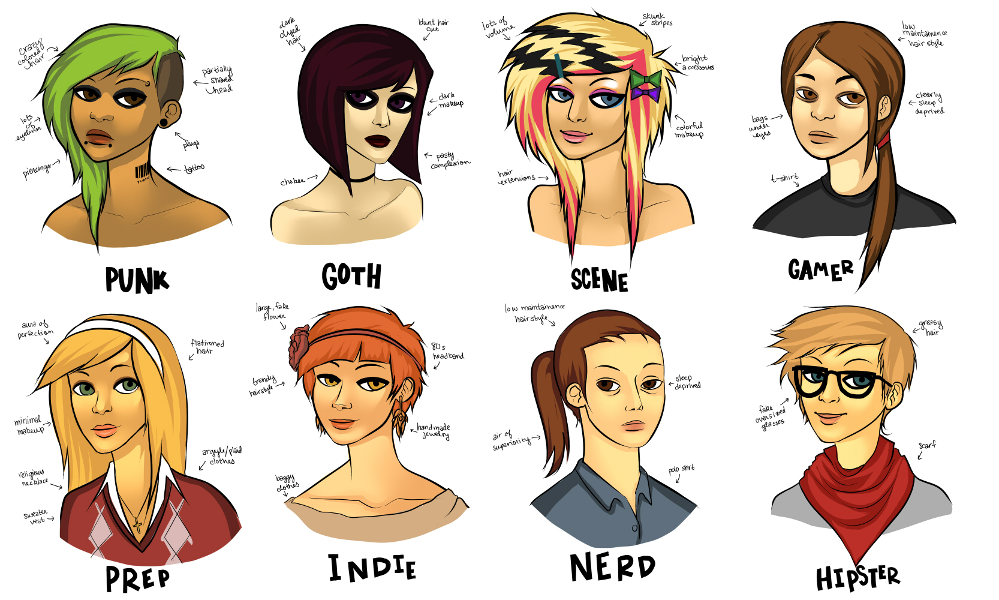 crazy
colored
hair
partially
shaved
head
lots
of
eyeliner
plugs
piercings
tattoo
PUNK
dark
dyed
hair
blunt hair
cut
dark
makeup
pasty
complexion
choker
GOTH
lots of
volume
skunk
stripes
bright
accessories
colorful
makeup
hair
extensions
SCENE
low
maintainence
hair style
clearly
sleep
deprived
bags
under
eyes
t-shirt
GAMER
aura of
perfection
flatironed
hair
minimal
makeup
argyle/plaid
clothes
religious
necklace
sweater
vest
PREP
large, fake
flower
80s
headband
trendy
hairstyle
handmade
jewelry
baggy
clothes
INDIE
low maintainence
hairstyle
sleep
deprived
air of
superiority
polo shirt
NERD
greasy
hair
fake
oversized
glasses
scarf
HIPSTER